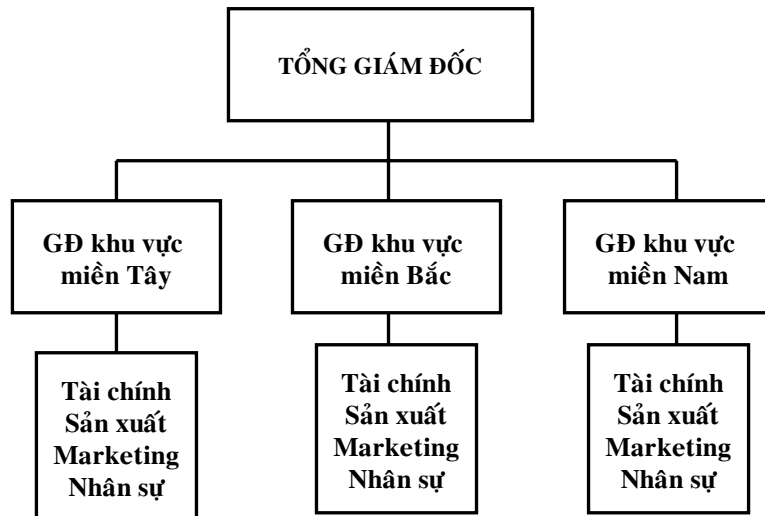 TỔNG GIÁM ĐỐC
GĐ khu vực
miền Tây
GĐ khu vực
miền Bắc
GĐ khu vực
miền Nam
Tài chính
Sản xuất
Marketing
Nhân sự
Tài chính
Sản xuất
Marketing
Nhân sự
Tài chính
Sản xuất
Marketing
Nhân sự